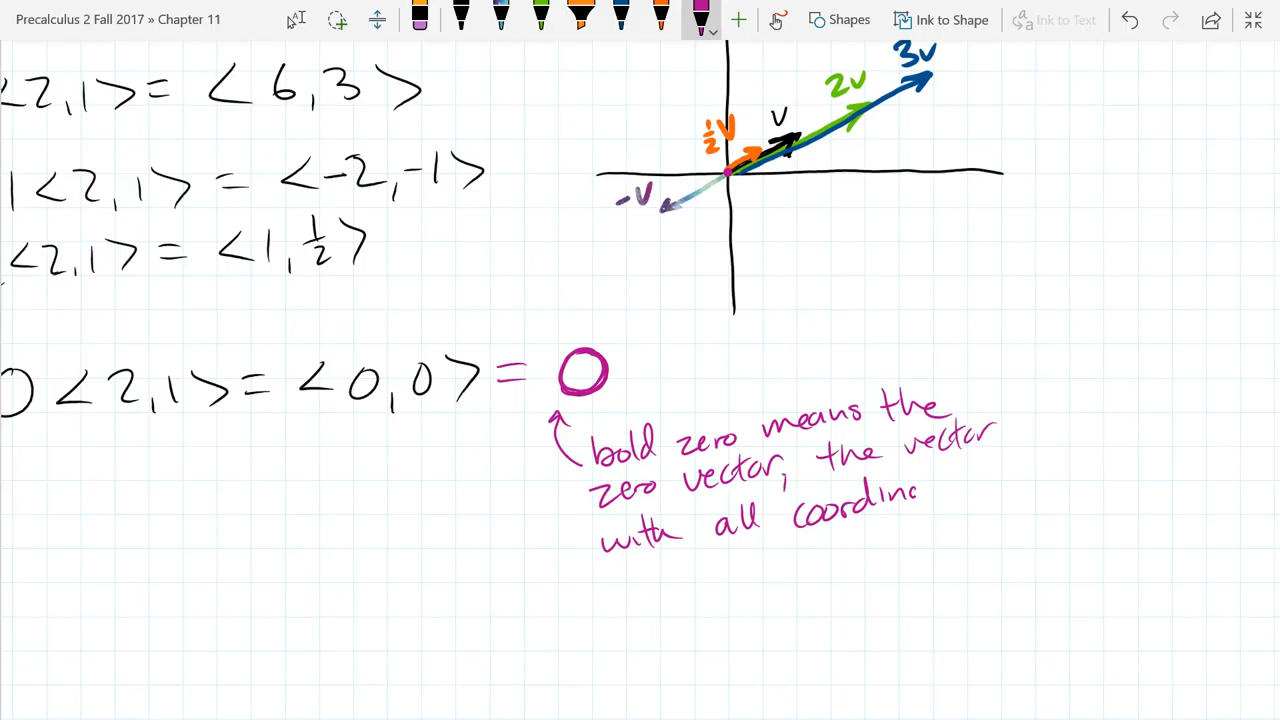 Precalculus 2 Fall 2017 » Chapter 11
Shapes
Ink to Shape
Ink to Text
<2,1> = <6,3>
1<2,1> = <-2,-1>
<2,1> = <1,½>
0<2,1> = <0,0> = 0
3v
2v
v
½v
-v
bold zero means the
zero vector, the vector
with all coordina